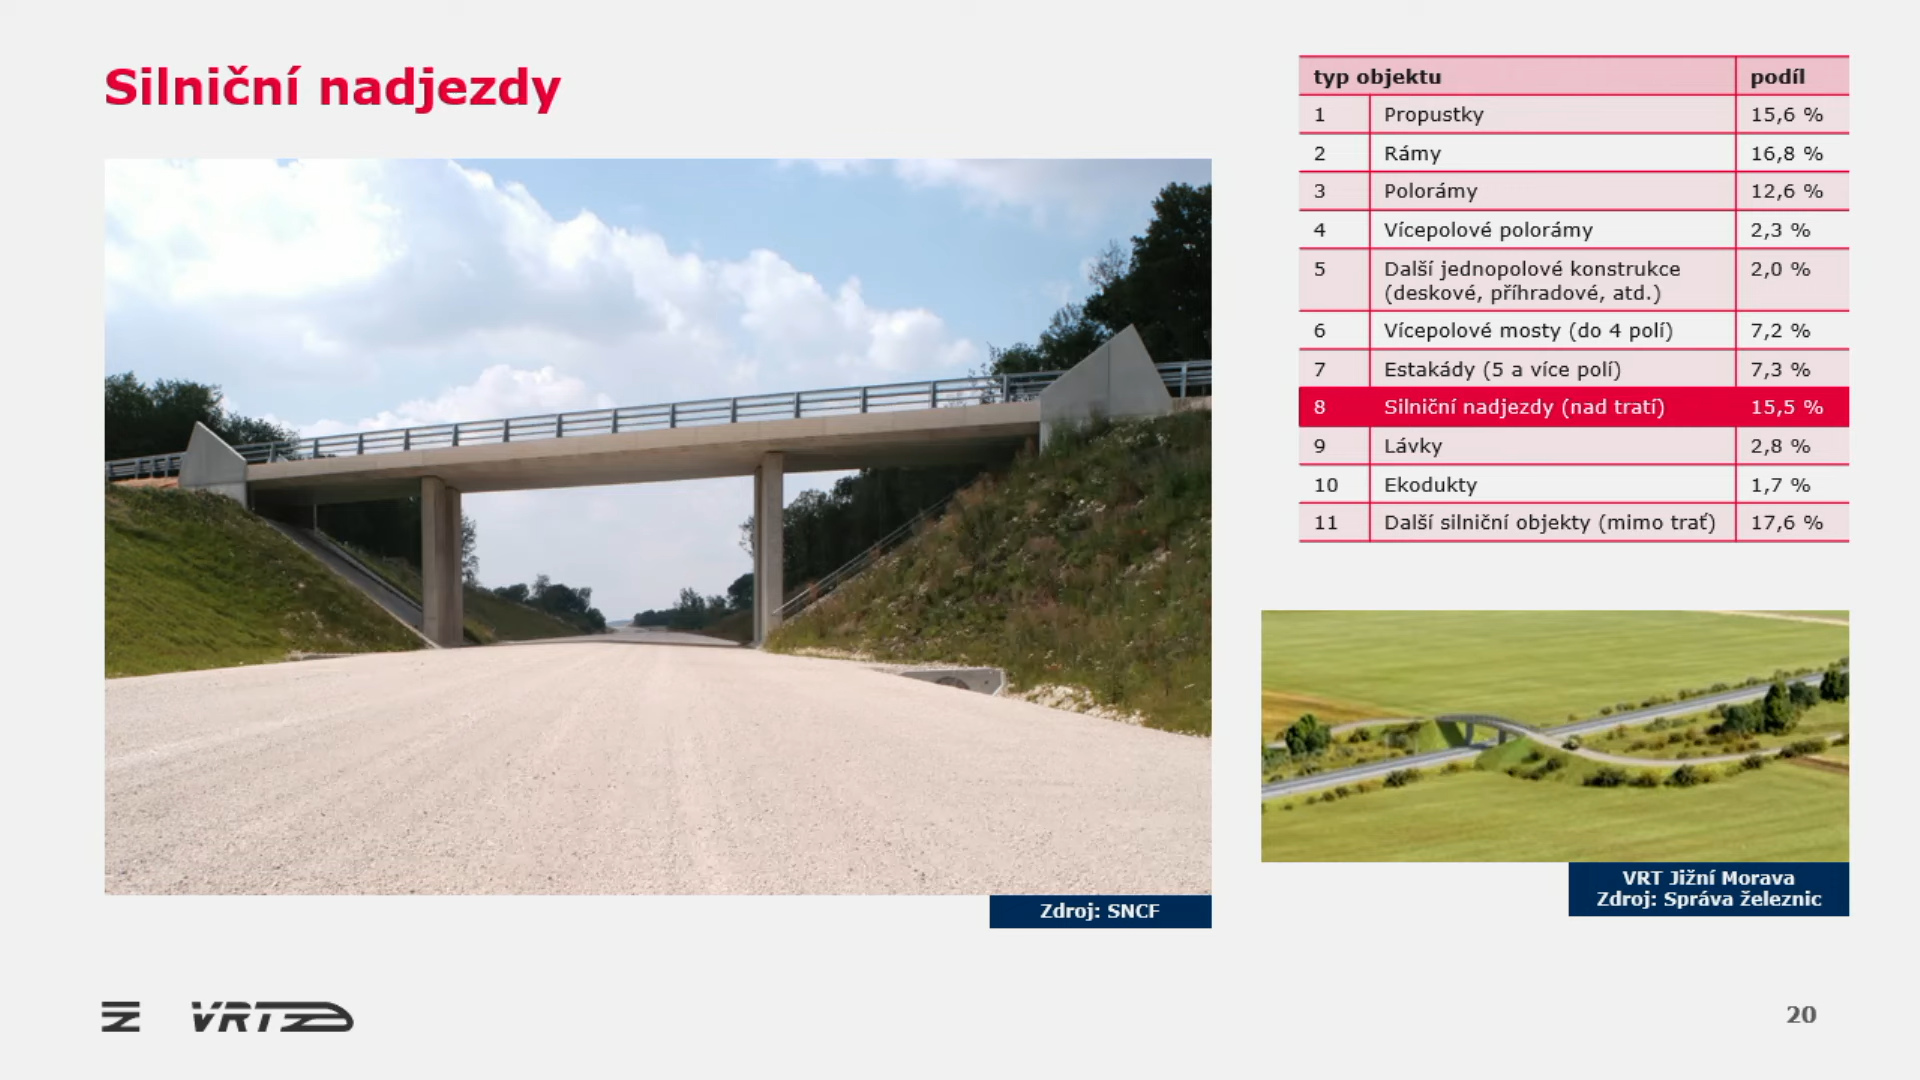 Silniční nadjezdy
typ objektu podíl
1 Propustky 15,6 %
2 Rámy 16,8 %
3 Polorámy 12,6 %
4 Vícepolové polorámy 2,3 %
5 Další jednopolové konstrukce 2,0 %
(deskové, příhradové, atd.)
6 Vícepolové mosty (do 4 polí) 7,2 %
7 Estakády (5 a více polí) 7,3 %
8 Silniční nadjezdy (nad tratí) 15,5 %
9 Lávky 2,8 %
10 Ekodukty 1,7 %
11 Další silniční objekty (mimo trať) 17,6 %
VRT Jižní Morava
Zdroj: Správa železnic
Zdroj: SNCF
VRT
20